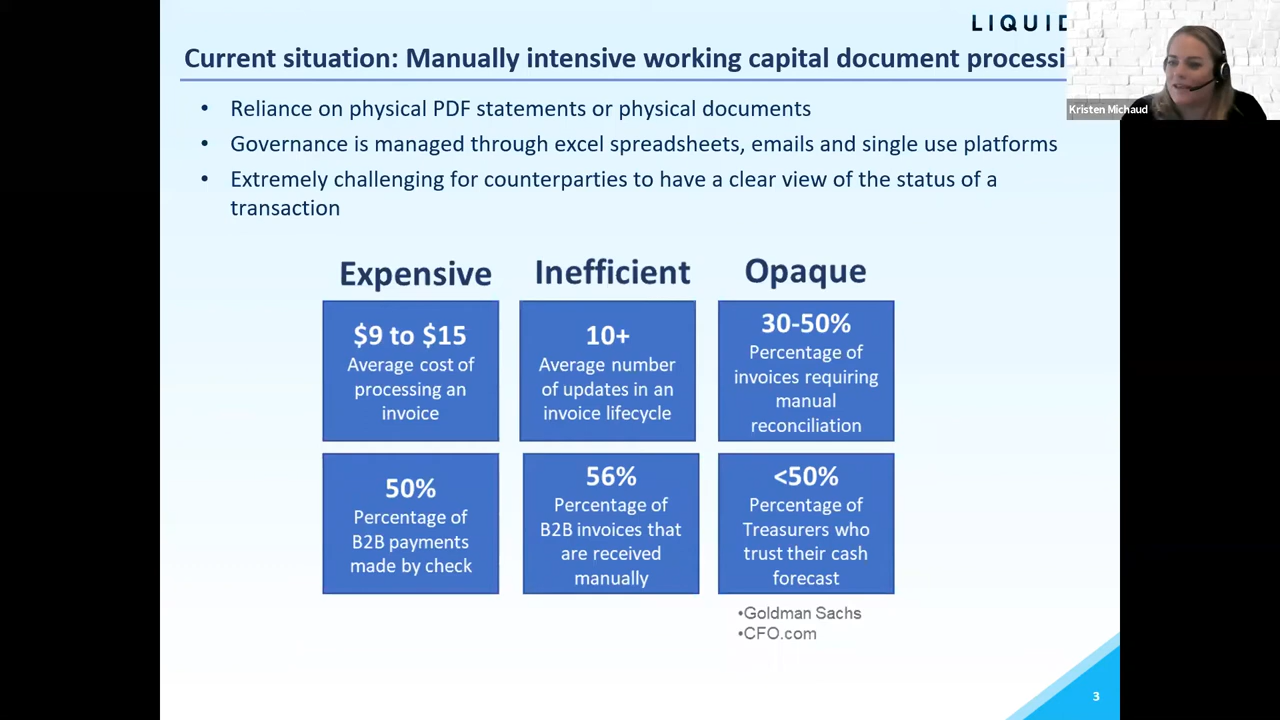 LIQUID
Current situation: Manually intensive working capital document processi
Kristen Michaud
• Reliance on physical PDF statements or physical documents
• Governance is managed through excel spreadsheets, emails and single use platforms
• Extremely challenging for counterparties to have a clear view of the status of a
transaction
Expensive
Inefficient
Opaque
$9 to $15
Average cost of
processing an
invoice
10+
Average number
of updates in an
invoice lifecycle
30-50%
Percentage of
invoices requiring
manual
reconciliation
50%
Percentage of
B2B payments
made by check
56%
Percentage of
B2B invoices that
are received
manually
<50%
Percentage of
Treasurers who
trust their cash
forecast
•Goldman Sachs
•CFO.com
3